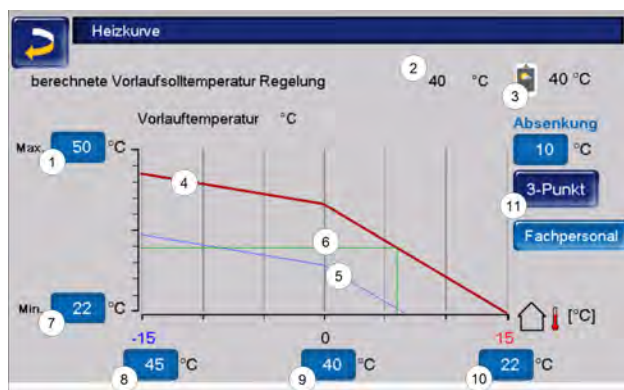 Heizkurve
berechnete Vorlaufsolltemperatur Regelung 2 40 °C 3 40 °C
Vorlauftemperatur °C
Absenkung
Max. 1 50 °C
10 °C
4
11 3-Punkt
6
Fachpersonal
5
Min. 7 22 °C
[°C]
-15 0 15
8 45 °C 9 40 °C 10 22 °C